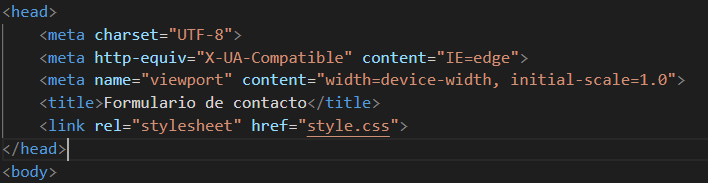 <head>
<meta charset="UTF-8">
<meta http-equiv="X-UA-Compatible" content="IE=edge">
<meta name="viewport" content="width=device-width, initial-scale=1.0">
<title>Formulario de contacto</title>
<link rel="stylesheet" href="style.css">
</head>
<body>